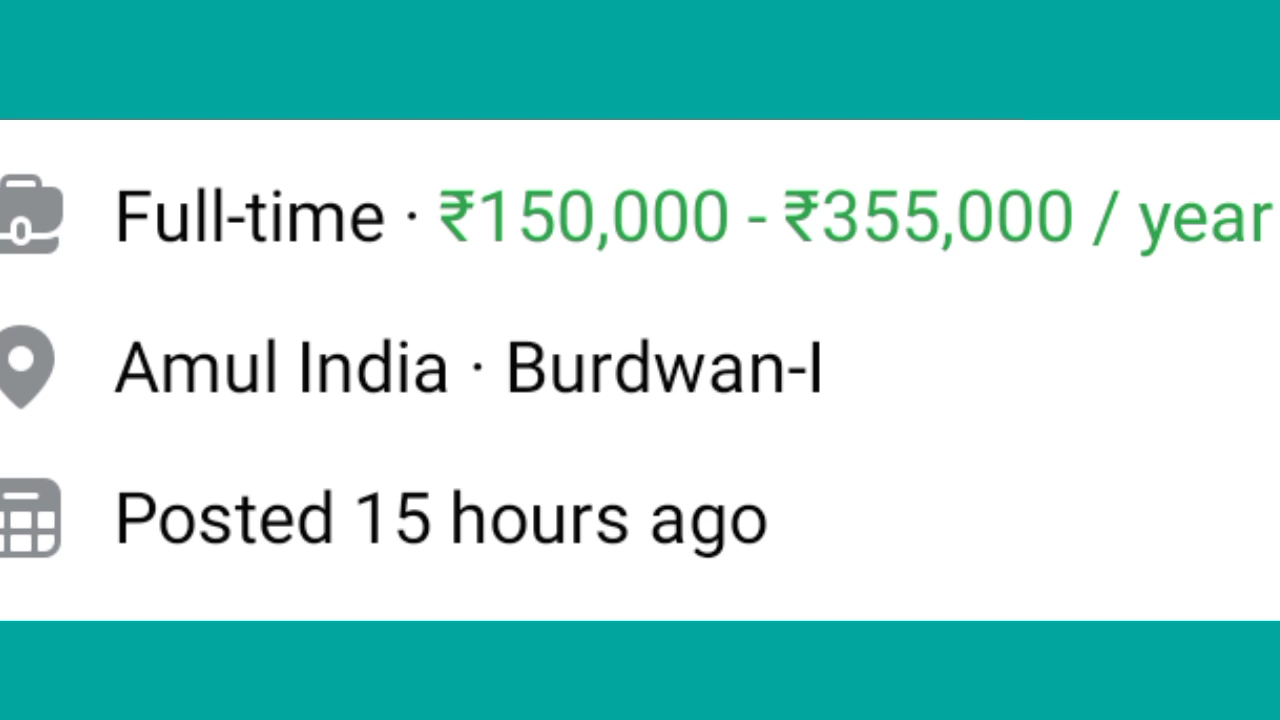 Full-time · ₹150,000 - ₹355,000 / year
Amul India · Burdwan-I
Posted 15 hours ago